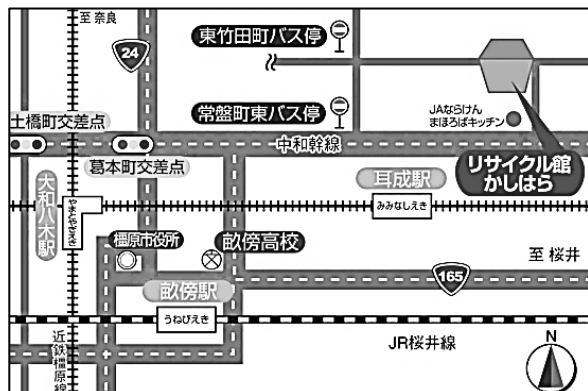 至 奈良
24
東竹田町バス停
常盤町東バス停
JAならけん
まほろばキッチン
土橋町交差点
中和幹線
葛本町交差点
リサイクル館
かしはら
大和八木駅
やまとやぎえき
耳成駅
みみなしえき
橿原市役所
畝傍高校
至 桜井
165
畝傍駅
うねびえき
JR桜井線
近鉄橿原線
N